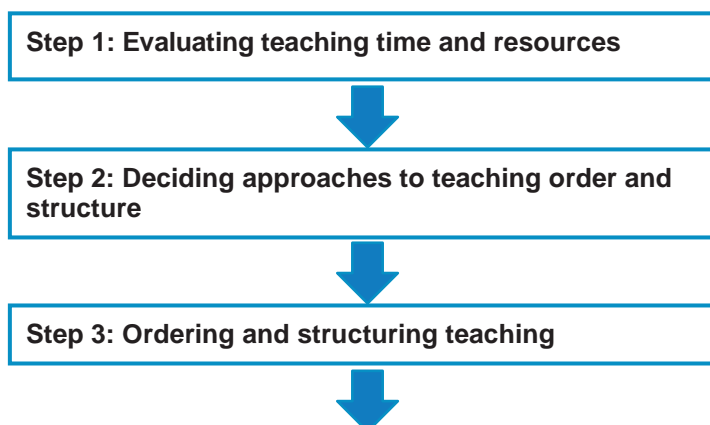 Step 1: Evaluating teaching time and resources
Step 2: Deciding approaches to teaching order and
structure
Step 3: Ordering and structuring teaching